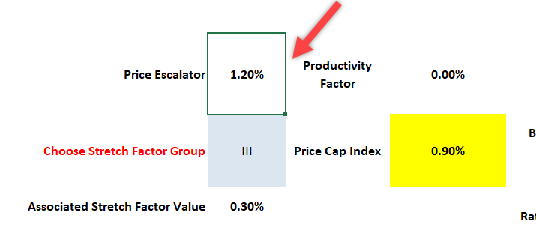 Price Escalator 1.20% Productivity Factor 0.00%
Choose Stretch Factor Group III Price Cap Index 0.90%
B
Associated Stretch Factor Value 0.30%